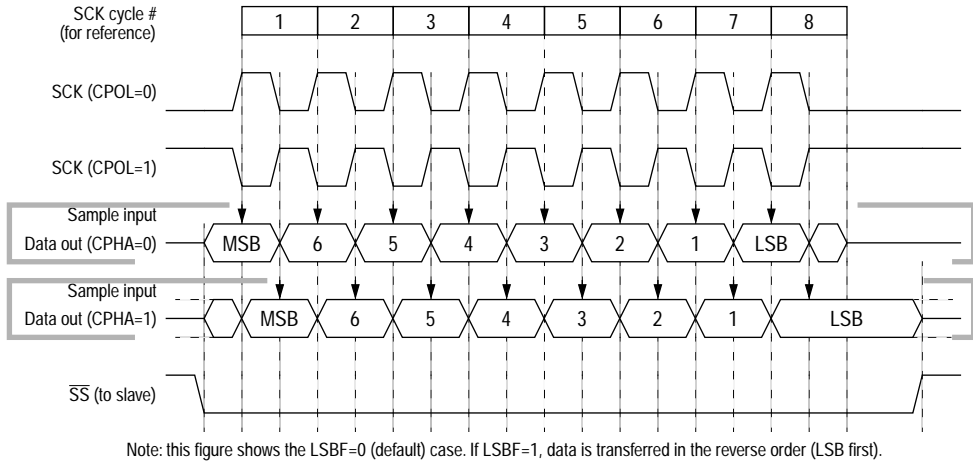 SCK cycle #
(for reference)
1 2 3 4 5 6 7 8
SCK (CPOL=0)
SCK (CPOL=1)
Sample input
Data out (CPHA=0)
MSB 6 5 4 3 2 1 LSB
Sample input
Data out (CPHA=1)
MSB 6 5 4 3 2 1 LSB
SS (to slave)
Note: this figure shows the LSBF=0 (default) case. If LSBF=1, data is transferred in the reverse order (LSB first).